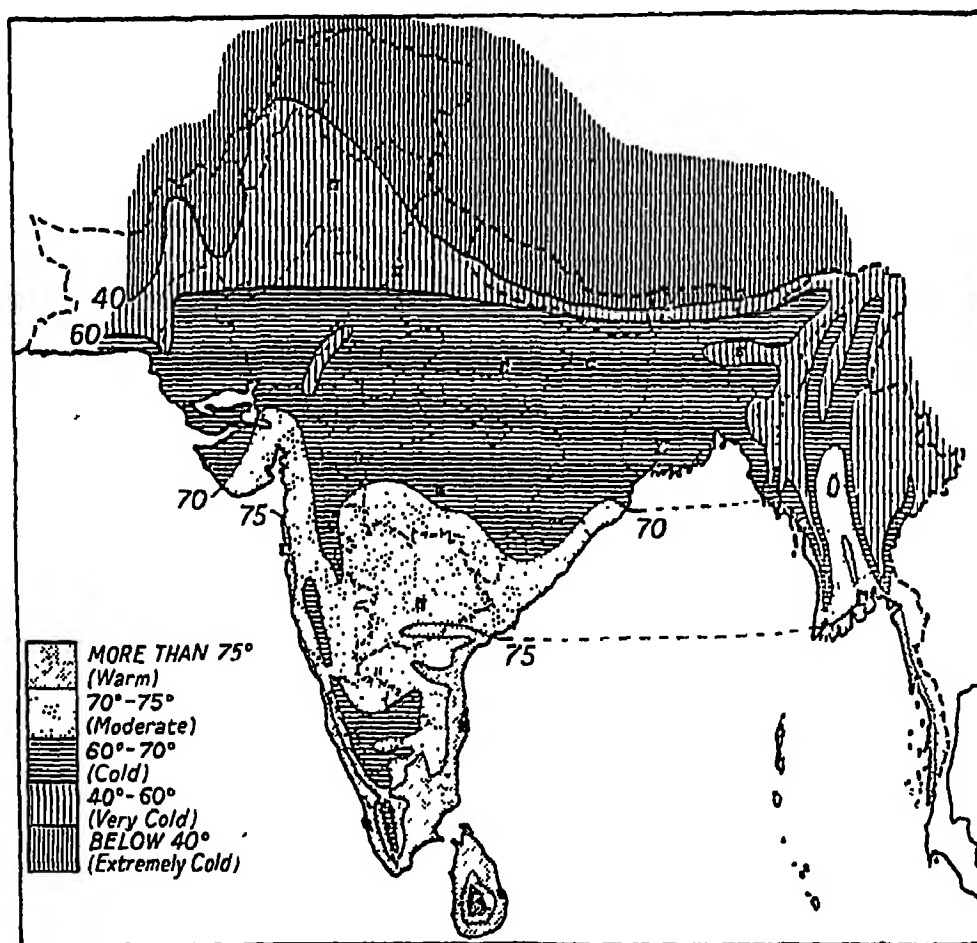 40
60
70
75
70
75
MORE THAN 75°
(Warm)
70°-75°
(Moderate)
60°-70°
(Cold)
40°-60°
(Very Cold)
BELOW 40°
(Extremely Cold)